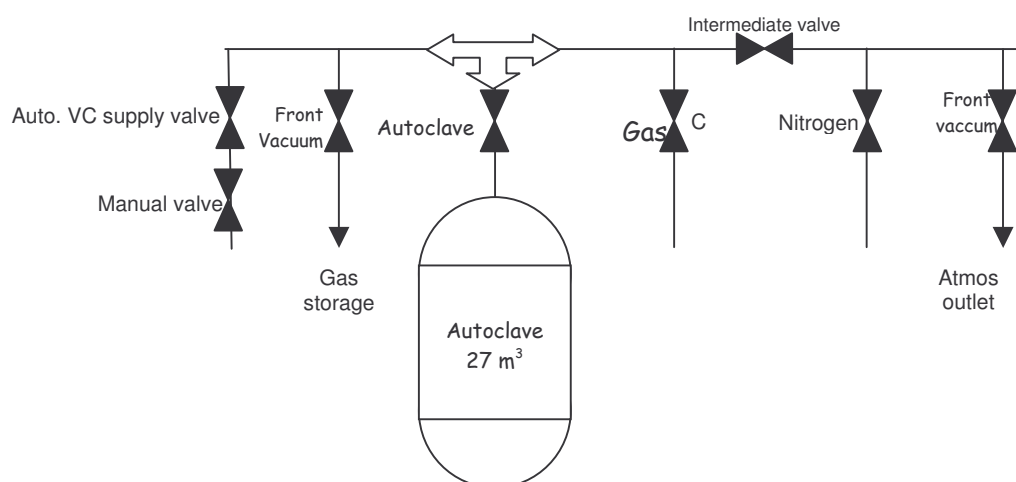 Intermediate valve
Auto. VC supply valve
Front
Vacuum
Autoclave
Gas
C
Nitrogen
Front
vaccum
Manual valve
Gas
storage
Atmos
outlet
Autoclave
27 m³